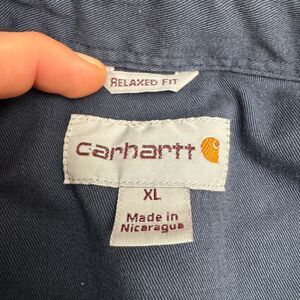 RELAXED FIT
carhartt
XL
Made in
Nicaragua